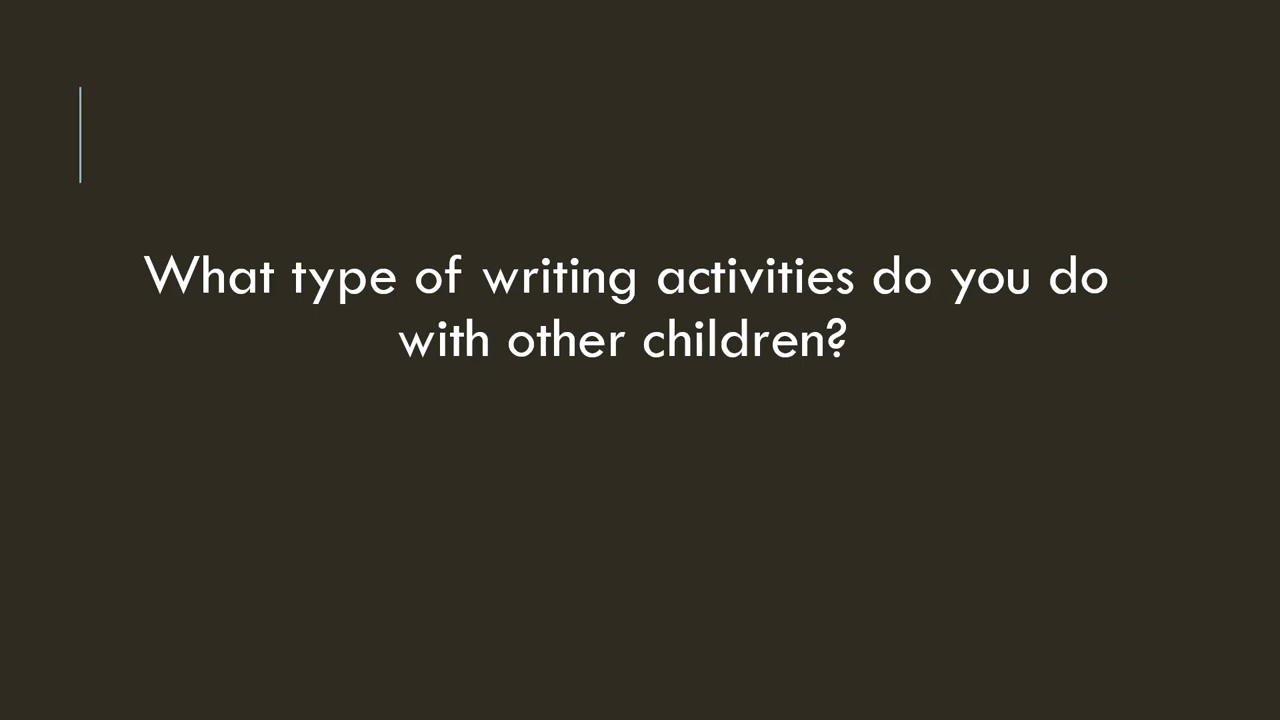 What type of writing activities do you do
with other children?